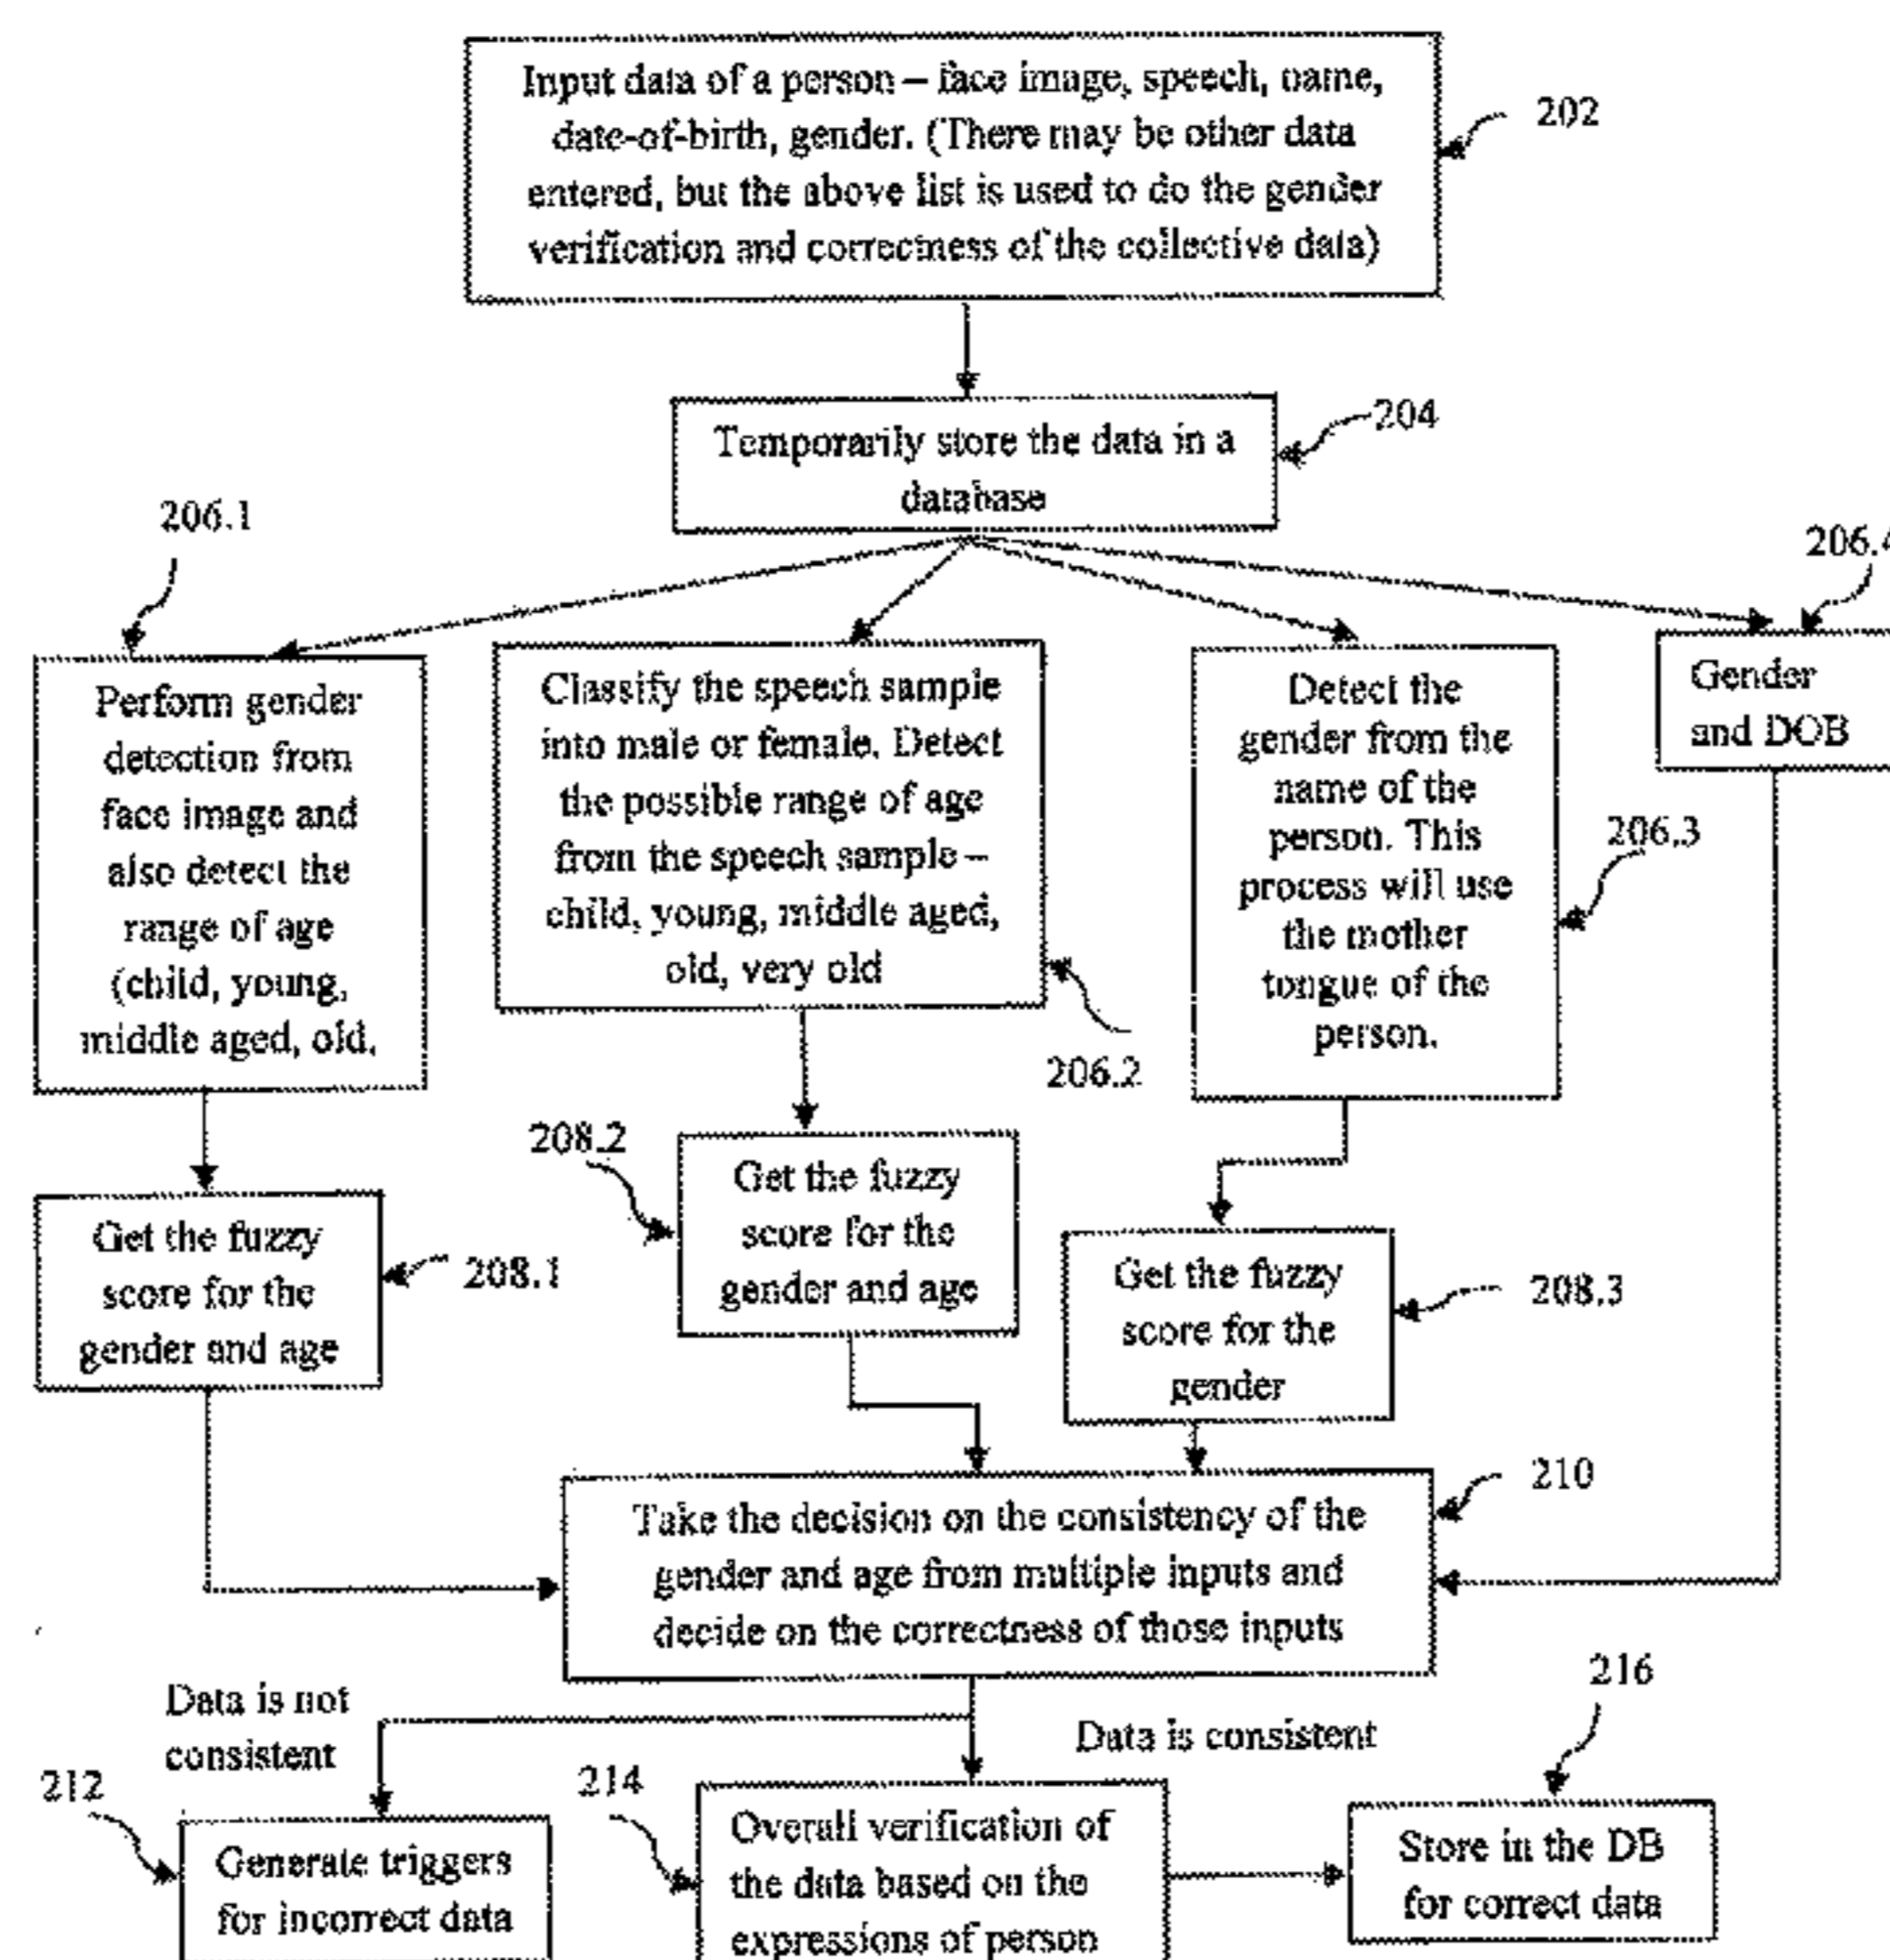 Input data of a person – face image, speech, name,
date-of-birth, gender. (There may be other data
entered, but the above list is used to do the gender
verification and correctness of the collective data)
202
Temporarily store the data in a
database
204
206.1
Perform gender
detection from
face image and
also detect the
range of age
(child, young,
middle aged, old,
Classify the speech sample
into male or female. Detect
the possible range of age
from the speech sample –
child, young, middle aged,
old, very old
206.2
Detect the
gender from the
name of the
person. This
process will use
the mother
tongue of the
person.
206.3
206.4
Gender
and DOB
Get the fuzzy
score for the
gender and age
208.1
208.2
Get the fuzzy
score for the
gender and age
Get the fuzzy
score for the
gender
208.3
Take the decision on the consistency of the
gender and age from multiple inputs and
decide on the correctness of those inputs
210
Data is not
consistent
Data is consistent
212
Generate triggers
for incorrect data
214
Overall verification of
the data based on the
expressions of person
216
Store in the DB
for correct data